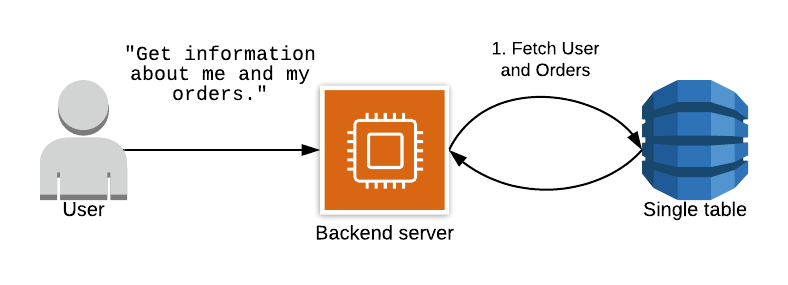 "Get information
about me and my
orders."
1. Fetch User
and Orders
User
Backend server
Single table